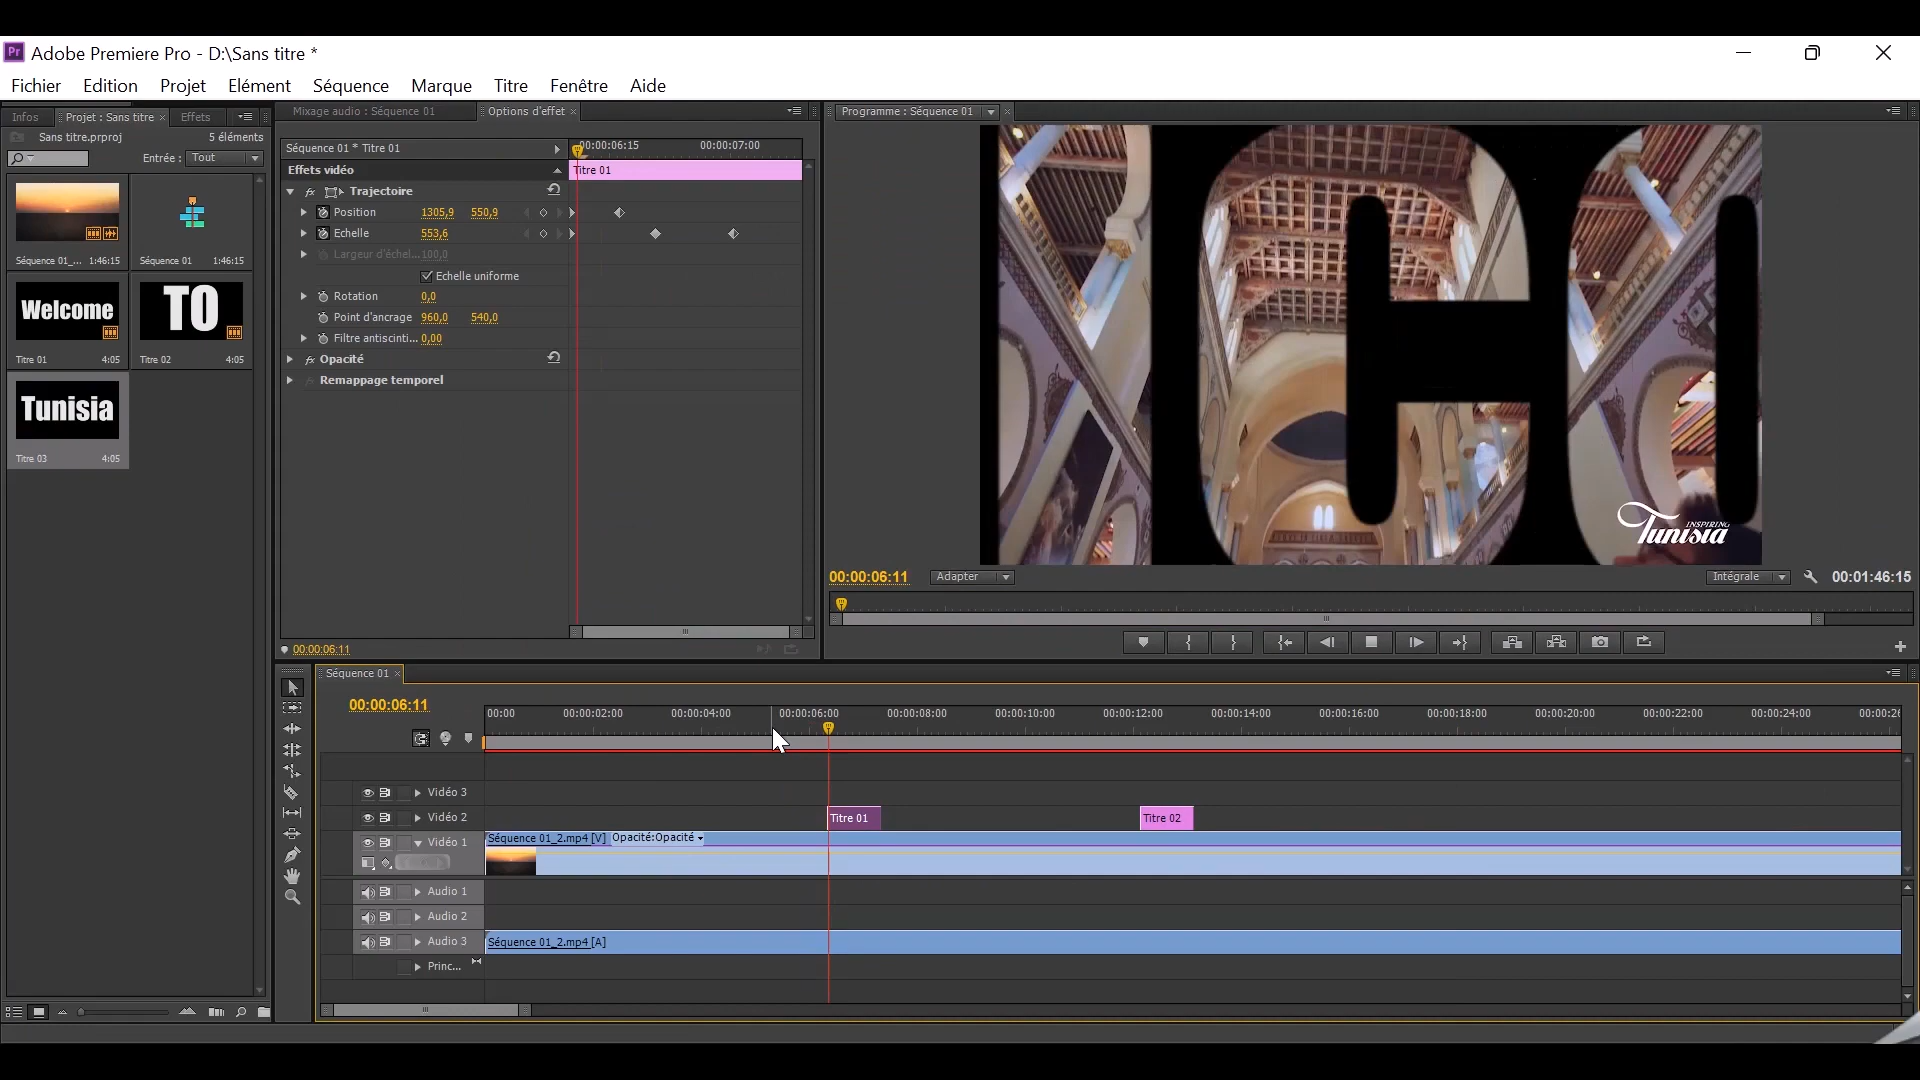 Pr Adobe Premiere Pro - D:\Sans titre *
Fichier Edition Projet Elément Séquence Marque Titre Fenêtre Aide
Infos Projet : Sans titre × Effets
Sans titre.prproj 5 éléments
Entrée : Tout
Séquence 01_... 1:46:15 Séquence 01 1:46:15
Welcome TO
Titre 01 4:05 Titre 02 4:05
Tunisia
Titre 03 4:05
Mixage audio : Séquence 01 Options d'effet ×
Séquence 01 * Titre 01 00:00:06:15 00:00:07:00
Effets vidéo Titre 01
fx Trajectoire
Position 1305,9 550,9
Echelle 553,6
Largeur d'échel... 100,0
Echelle uniforme
Rotation 0,0
Point d'ancrage 960,0 540,0
Filtre antiscinti... 0,00
fx Opacité
fx Remappage temporel
00:00:06:11
Programme : Séquence 01 ×
CO
INSPIRING
Tunisia
00:00:06:11 Adapter Intégrale 00:01:46:15
Séquence 01 ×
00:00:06:11
00:00 00:00:02:00 00:00:04:00 00:00:06:00 00:00:08:00 00:00:10:00 00:00:12:00 00:00:14:00 00:00:16:00 00:00:18:00 00:00:20:00 00:00:22:00 00:00:24:00 00:00:26
Vidéo 3
Vidéo 2 Titre 01 Titre 02
Vidéo 1 Séquence 01_2.mp4 [V] Opacité:Opacité
Audio 1
Audio 2
Audio 3 Séquence 01_2.mp4 [A]
Princ...